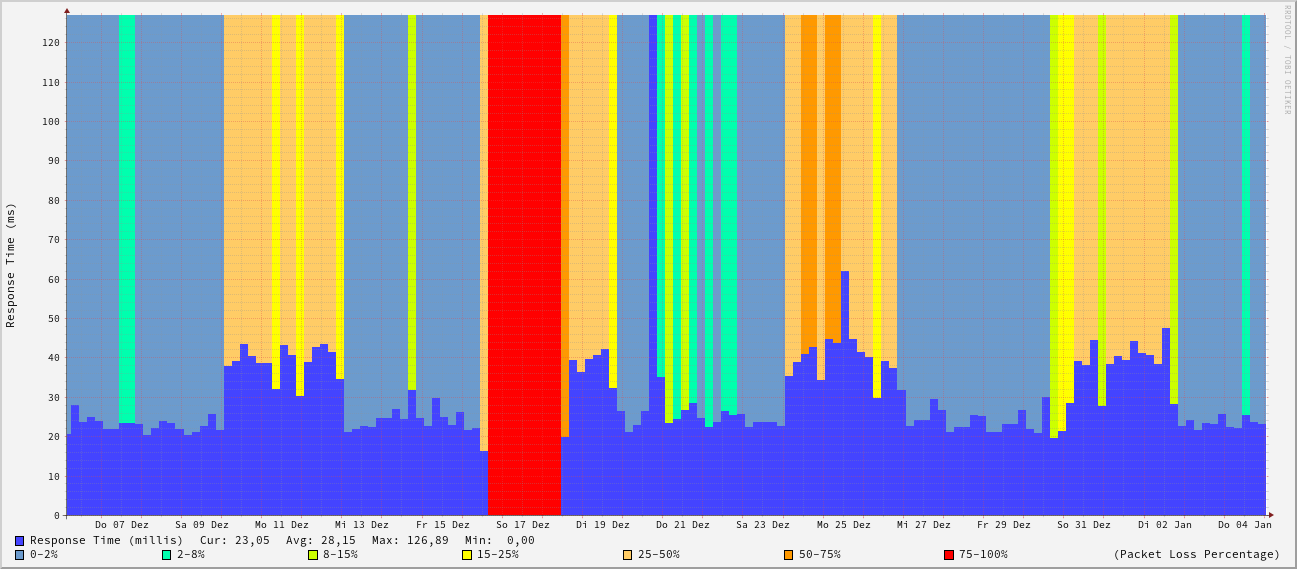 RRDTOOL / TOBI OETIKER
Response Time (ms)
120
110
100
90
80
70
60
50
40
30
20
10
0
Do 07 Dez Sa 09 Dez Mo 11 Dez Mi 13 Dez Fr 15 Dez So 17 Dez Di 19 Dez Do 21 Dez Sa 23 Dez Mo 25 Dez Mi 27 Dez Fr 29 Dez So 31 Dez Di 02 Jan Do 04 Jan
Response Time (millis) Cur: 23,05 Avg: 28,15 Max: 126,89 Min: 0,00
0-2% 2-8% 8-15% 15-25% 25-50% 50-75% 75-100% (Packet Loss Percentage)